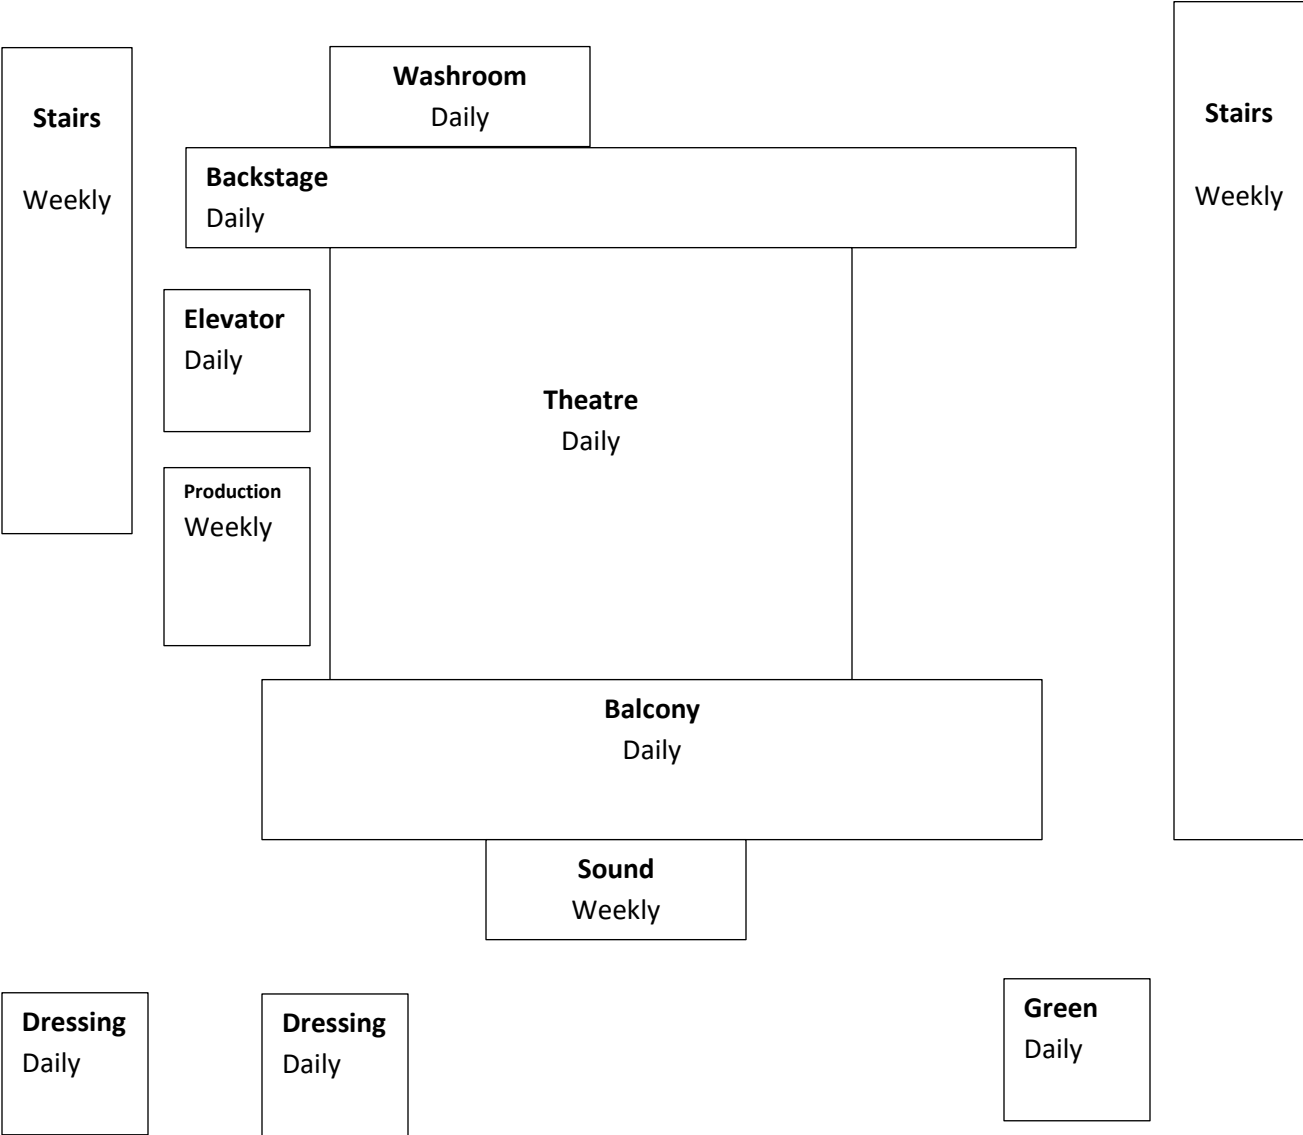 Stairs
Weekly
Washroom
Daily
Stairs
Weekly
Backstage
Daily
Elevator
Daily
Theatre
Daily
Production
Weekly
Balcony
Daily
Sound
Weekly
Dressing
Daily
Dressing
Daily
Green
Daily